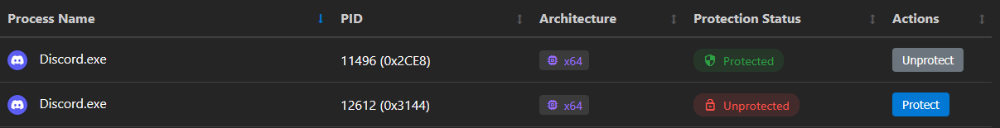 Process Name PID Architecture Protection Status Actions
Discord.exe 11496 (0x2CE8) x64 Protected Unprotect
Discord.exe 12612 (0x3144) x64 Unprotected Protect